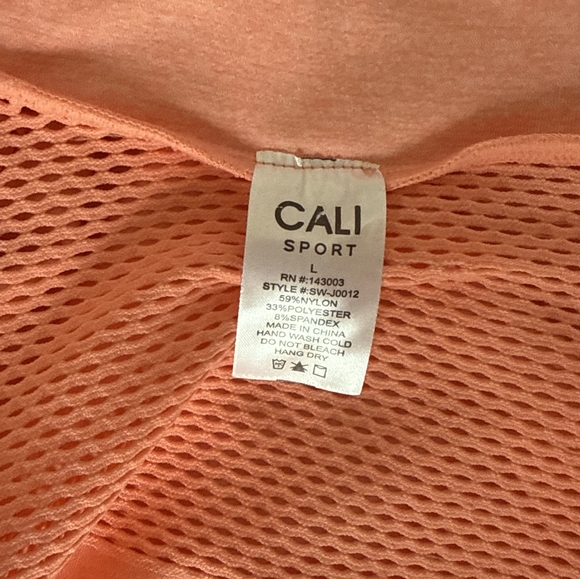 CALI
SPORT
L
RN #:143003
STYLE #:SW-J0012
59%NYLON
33%POLYESTER
8%SPANDEX
MADE IN CHINA
HAND WASH COLD
DO NOT BLEACH
HANG DRY